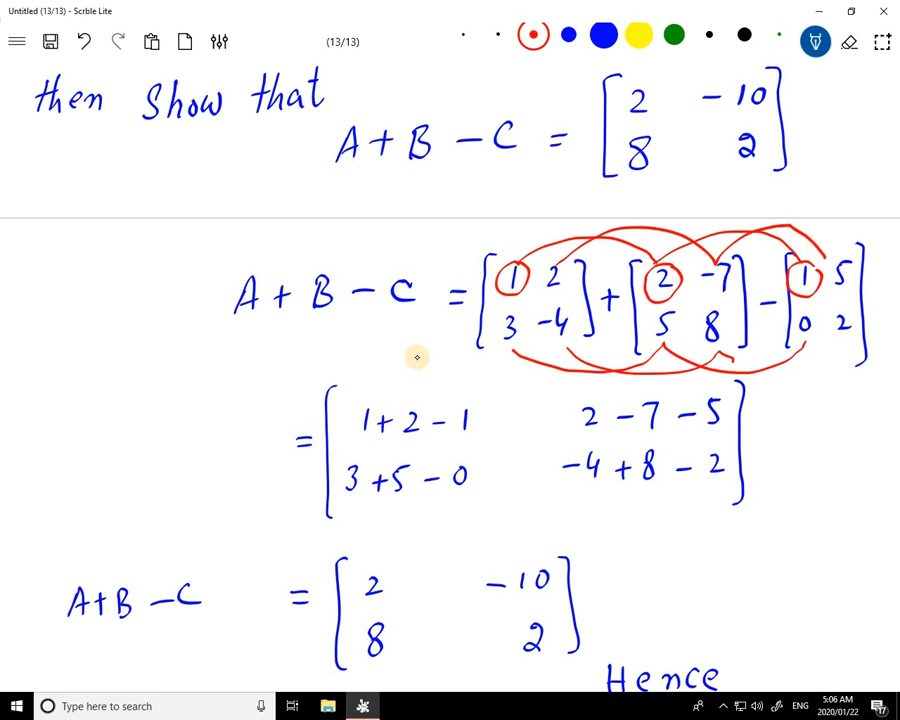 Untitled (13/13) - Scrble Lite
(13/13)
then Show that
A + B - C = [ 2 -10
8 2 ]
A + B - C = [ 1 2
3 -4 ] + [ 2 -7
5 8 ] - [ 1 5
0 2 ]
= [ 1+2-1 2-7-5
3+5-0 -4+8-2 ]
A+B-C = [ 2 -10
8 2 ]
Hence
Type here to search
ENG
5:06 AM
2020/01/22
17